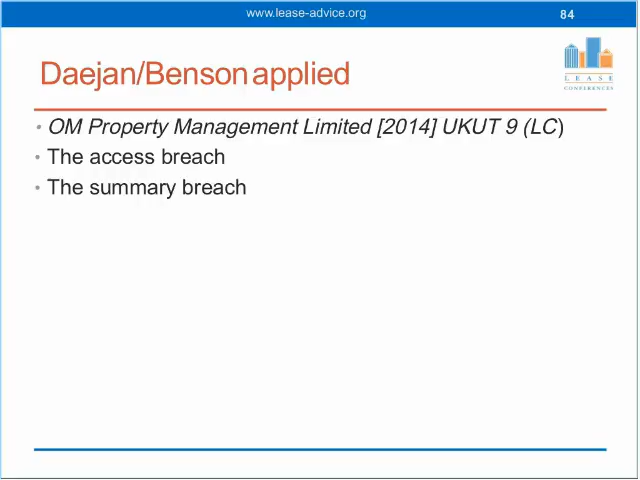 www.lease-advice.org
84
Daejan/Benson applied
LEASE
CONFERENCES
• OM Property Management Limited [2014] UKUT 9 (LC)
• The access breach
• The summary breach